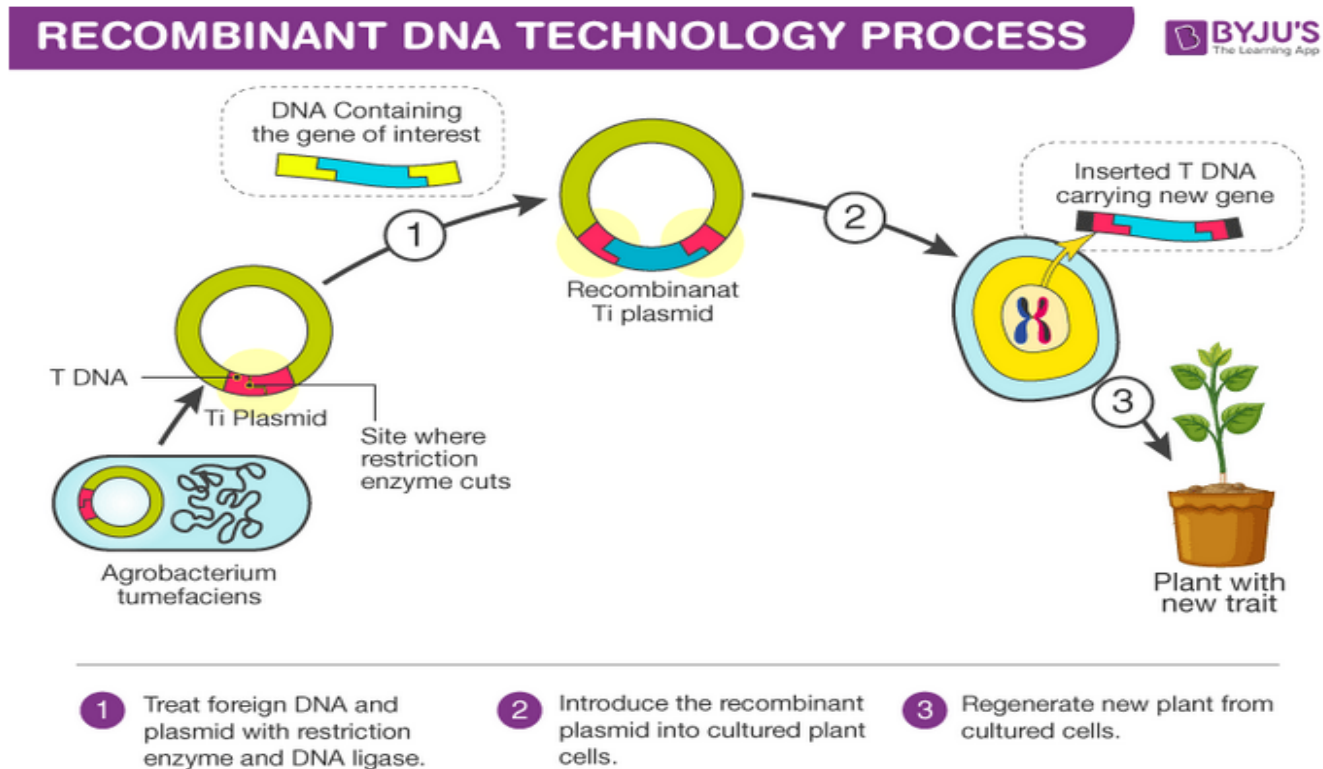 RECOMBINANT DNA TECHNOLOGY PROCESS
BYJU'S
The Learning App
DNA Containing
the gene of interest
1
Recombinanat
Ti plasmid
2
Inserted T DNA
carrying new gene
T DNA
Ti Plasmid
Site where
restriction
enzyme cuts
Agrobacterium
tumefaciens
3
Plant with
new trait
1
Treat foreign DNA and
plasmid with restriction
enzyme and DNA ligase.
2
Introduce the recombinant
plasmid into cultured plant
cells.
3
Regenerate new plant from
cultured cells.